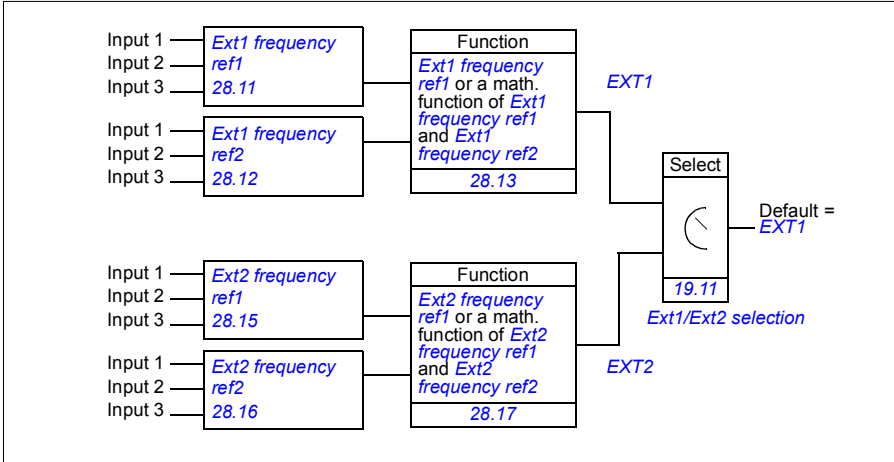 Input 1
Input 2
Input 3
Ext1 frequency
ref1
28.11
Input 1
Input 2
Input 3
Ext1 frequency
ref2
28.12
Function
Ext1 frequency
ref1 or a math.
function of Ext1
frequency ref1
and Ext1
frequency ref2
28.13
EXT1
Input 1
Input 2
Input 3
Ext2 frequency
ref1
28.15
Input 1
Input 2
Input 3
Ext2 frequency
ref2
28.16
Function
Ext2 frequency
ref1 or a math.
function of Ext2
frequency ref1
and Ext2
frequency ref2
28.17
EXT2
Select
19.11
Ext1/Ext2 selection
Default =
EXT1